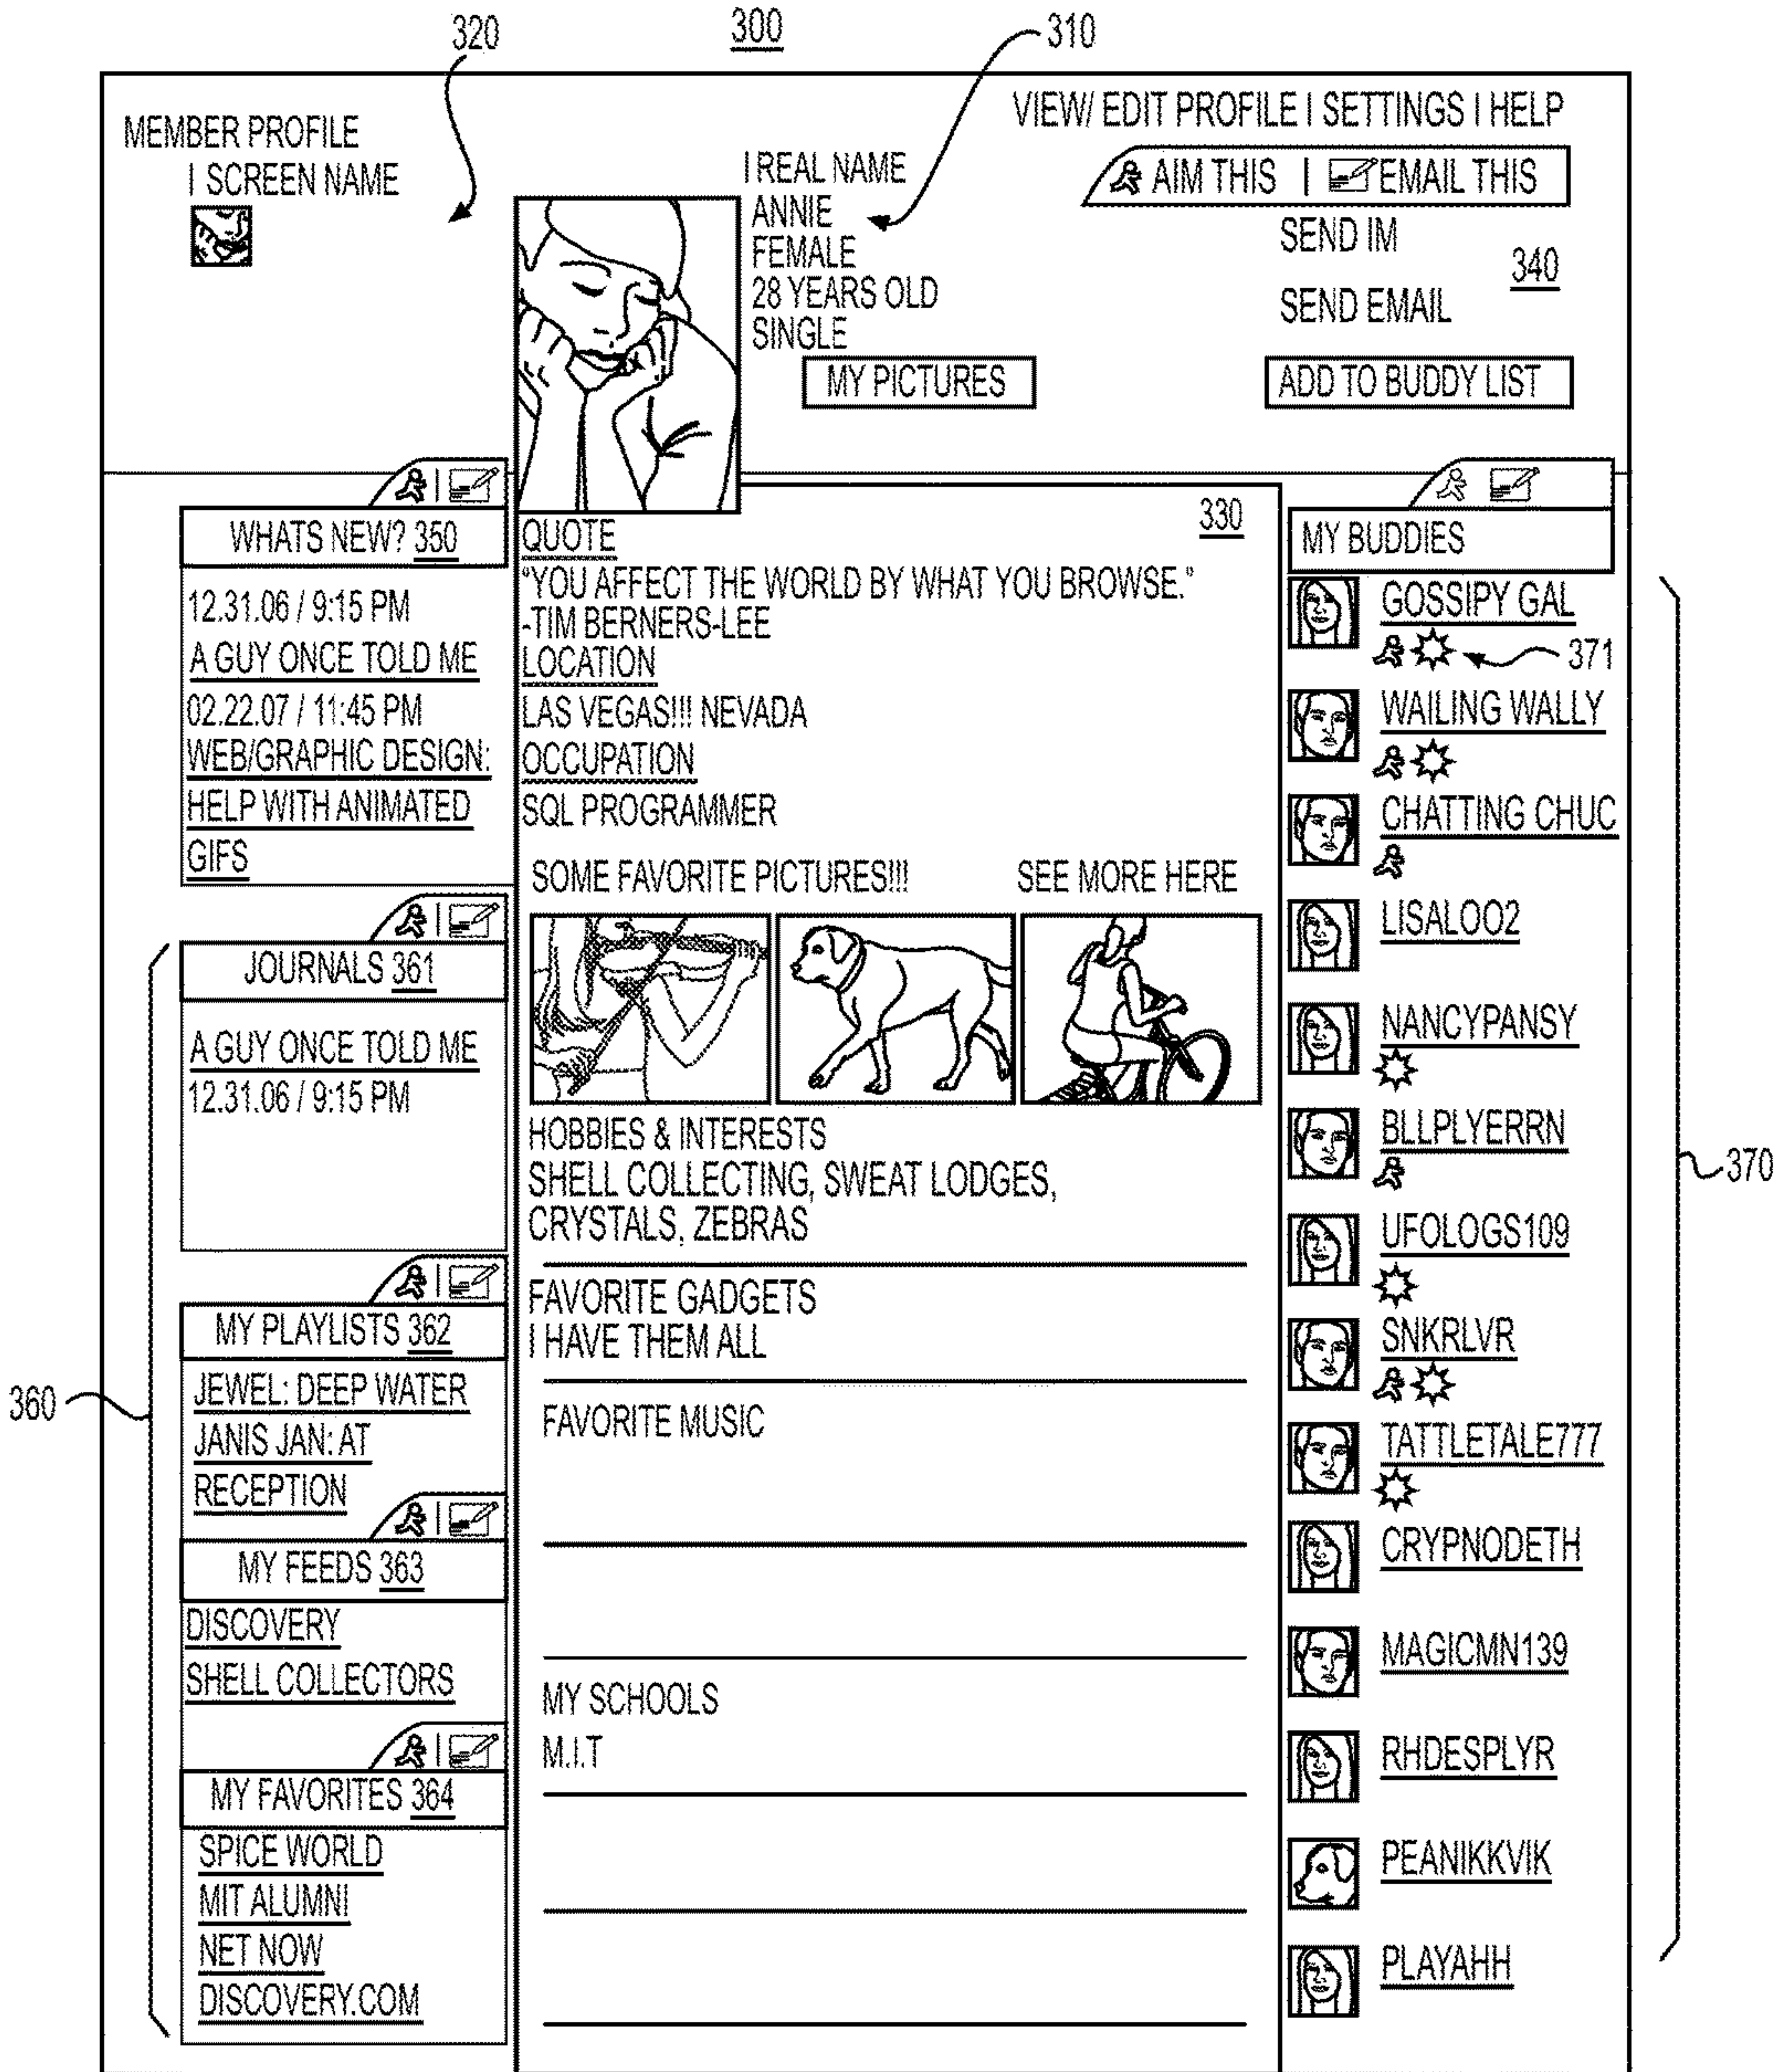 300
320
310
MEMBER PROFILE
I SCREEN NAME
VIEW/ EDIT PROFILE I SETTINGS I HELP
AIM THIS | EMAIL THIS
I REAL NAME
ANNIE
FEMALE
28 YEARS OLD
SINGLE
MY PICTURES
SEND IM
340
SEND EMAIL
ADD TO BUDDY LIST
WHATS NEW? 350
12.31.06 / 9:15 PM
A GUY ONCE TOLD ME
02.22.07 / 11:45 PM
WEB/GRAPHIC DESIGN:
HELP WITH ANIMATED
GIFS
360
JOURNALS 361
A GUY ONCE TOLD ME
12.31.06 / 9:15 PM
MY PLAYLISTS 362
JEWEL: DEEP WATER
JANIS JAN: AT
RECEPTION
MY FEEDS 363
DISCOVERY
SHELL COLLECTORS
MY FAVORITES 364
SPICE WORLD
MIT ALUMNI
NET NOW
DISCOVERY.COM
330
QUOTE
"YOU AFFECT THE WORLD BY WHAT YOU BROWSE."
-TIM BERNERS-LEE
LOCATION
LAS VEGAS!!! NEVADA
OCCUPATION
SQL PROGRAMMER
SOME FAVORITE PICTURES!!! SEE MORE HERE
HOBBIES & INTERESTS
SHELL COLLECTING, SWEAT LODGES,
CRYSTALS, ZEBRAS
FAVORITE GADGETS
I HAVE THEM ALL
FAVORITE MUSIC
MY SCHOOLS
M.I.T
MY BUDDIES
GOSSIPY GAL
371
WAILING WALLY
CHATTING CHUC
LISALOO2
NANCYPANSY
BLLPLYERRN
370
UFOLOGS109
SNKRLVR
TATTLETALE777
CRYPNODETH
MAGICMN139
RHDESPLYR
PEANIKKVIK
PLAYAHH